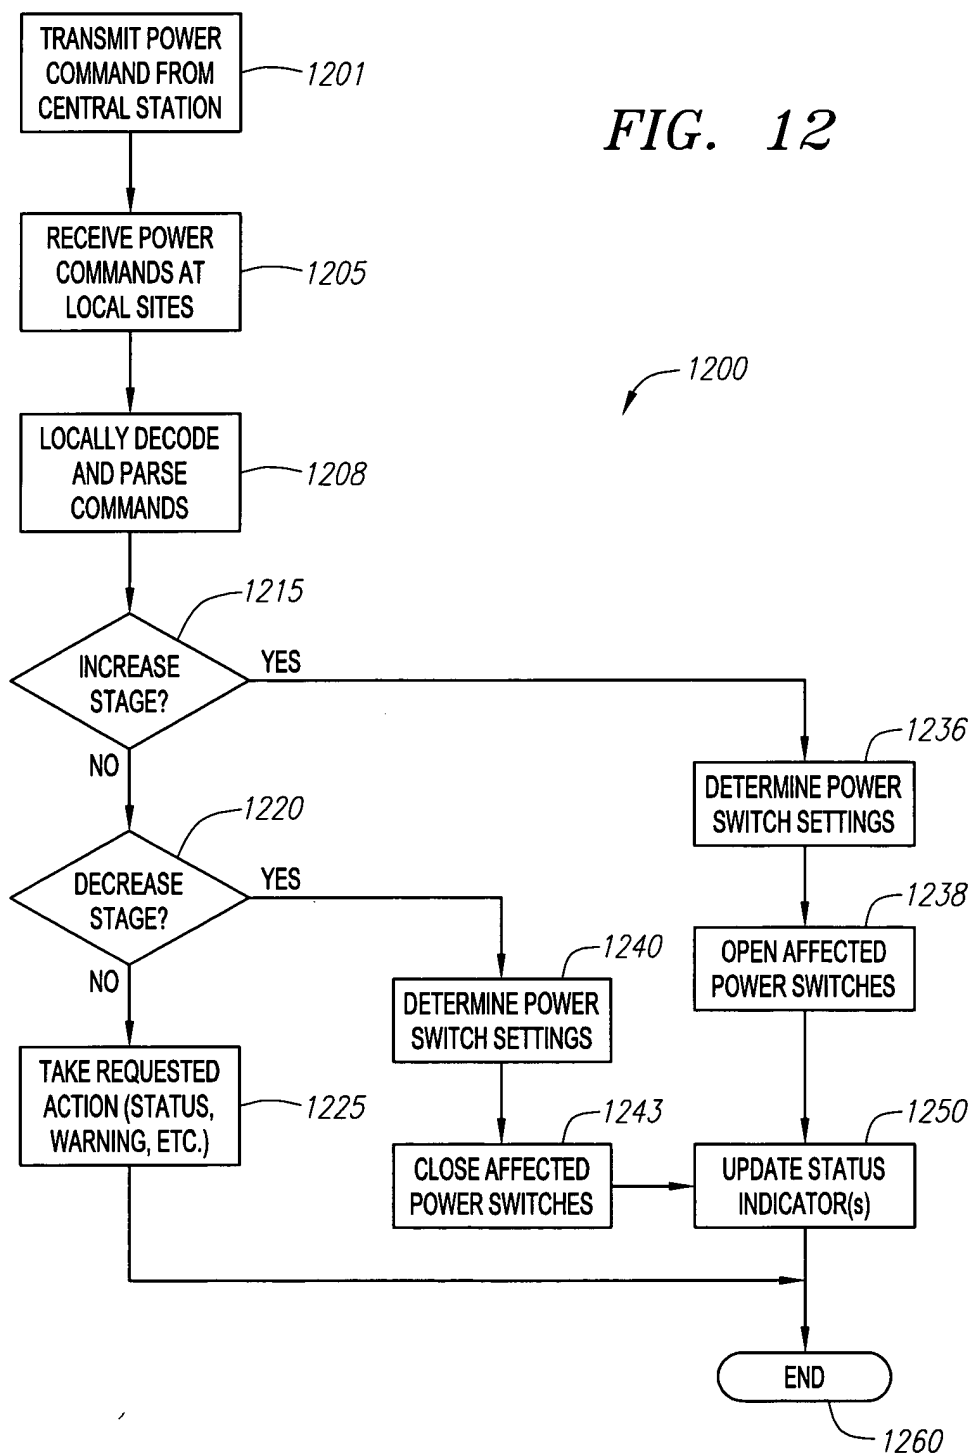 TRANSMIT POWER
COMMAND FROM
CENTRAL STATION
1201
FIG. 12
RECEIVE POWER
COMMANDS AT
LOCAL SITES
1205
1200
LOCALLY DECODE
AND PARSE
COMMANDS
1208
1215
INCREASE
STAGE?
YES
NO
1236
DETERMINE POWER
SWITCH SETTINGS
1220
DECREASE
STAGE?
YES
NO
1238
OPEN AFFECTED
POWER SWITCHES
1240
DETERMINE POWER
SWITCH SETTINGS
TAKE REQUESTED
ACTION (STATUS,
WARNING, ETC.)
1225
1243
CLOSE AFFECTED
POWER SWITCHES
1250
UPDATE STATUS
INDICATOR(s)
END
1260